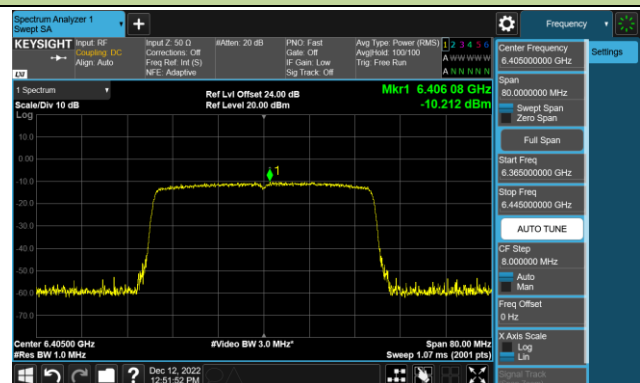 Spectrum Analyzer 1
Swept SA
+
Frequency
KEYSIGHT
Input: RF
Coupling: DC
Align: Auto
Input Z: 50 Ω
Corrections: Off
Freq Ref: Int (S)
NFE: Adaptive
#Atten: 20 dB
PNO: Fast
Gate: Off
IF Gain: Low
Sig Track: Off
Avg Type: Power (RMS)
Avg|Hold: 100/100
Trig: Free Run
1 2 3 4 5 6
A W W W W W
A N N N N N
LXI
1 Spectrum
Scale/Div 10 dB
Log
Ref Lvl Offset 24.00 dB
Ref Level 20.00 dBm
Mkr1 6.406 08 GHz
-10.212 dBm
10.0
0.00
-10.0
-20.0
-30.0
-40.0
-50.0
-60.0
-70.0
1
Center 6.40500 GHz
#Res BW 1.0 MHz
#Video BW 3.0 MHz*
Span 80.00 MHz
Sweep 1.07 ms (2001 pts)
Center Frequency
6.405000000 GHz
Settings
Span
80.0000000 MHz
Swept Span
Zero Span
Full Span
Start Freq
6.365000000 GHz
Stop Freq
6.445000000 GHz
AUTO TUNE
CF Step
8.000000 MHz
Auto
Man
Freq Offset
0 Hz
X Axis Scale
Log
Lin
Signal Track
Dec 12, 2022
12:51:52 PM